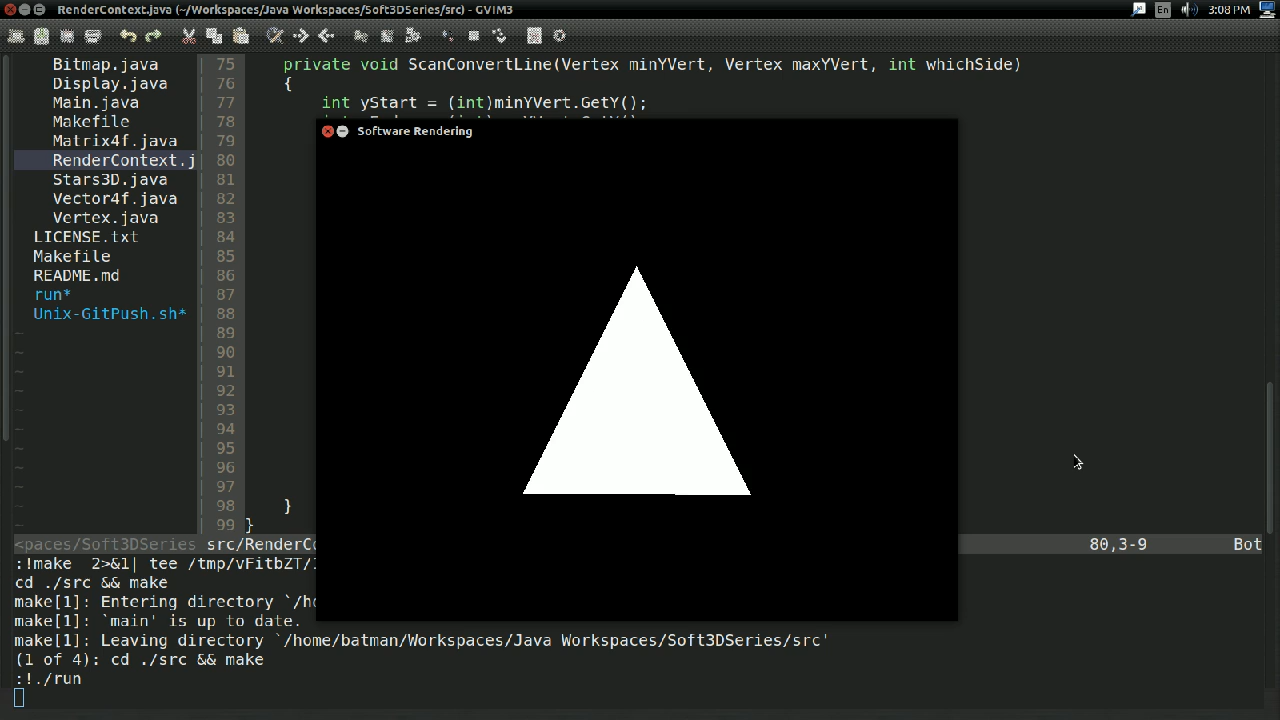 RenderContext.java (~/Workspaces/Java Workspaces/Soft3DSeries/src) - GVIM3
En
3:08 PM
Bitmap.java
Display.java
Main.java
Makefile
Matrix4f.java
RenderContext.j
Stars3D.java
Vector4f.java
Vertex.java
LICENSE.txt
Makefile
README.md
run*
Unix-GitPush.sh*
~
~
~
~
~
~
~
~
~
~
~
75 private void ScanConvertLine(Vertex minYVert, Vertex maxYVert, int whichSide)
76 {
77 int yStart = (int)minYVert.GetY();
78
79
80
81
82
83
84
85
86
87
88
89
90
91
92
93
94
95
96
97
98 }
99 }
Software Rendering
<paces/Soft3DSeries src/RenderCo 80,3-9 Bot
:!make 2>&1| tee /tmp/vFitbZT/
cd ./src && make
make[1]: Entering directory `/ho
make[1]: `main' is up to date.
make[1]: Leaving directory `/home/batman/Workspaces/Java Workspaces/Soft3DSeries/src'
(1 of 4): cd ./src && make
:!./run